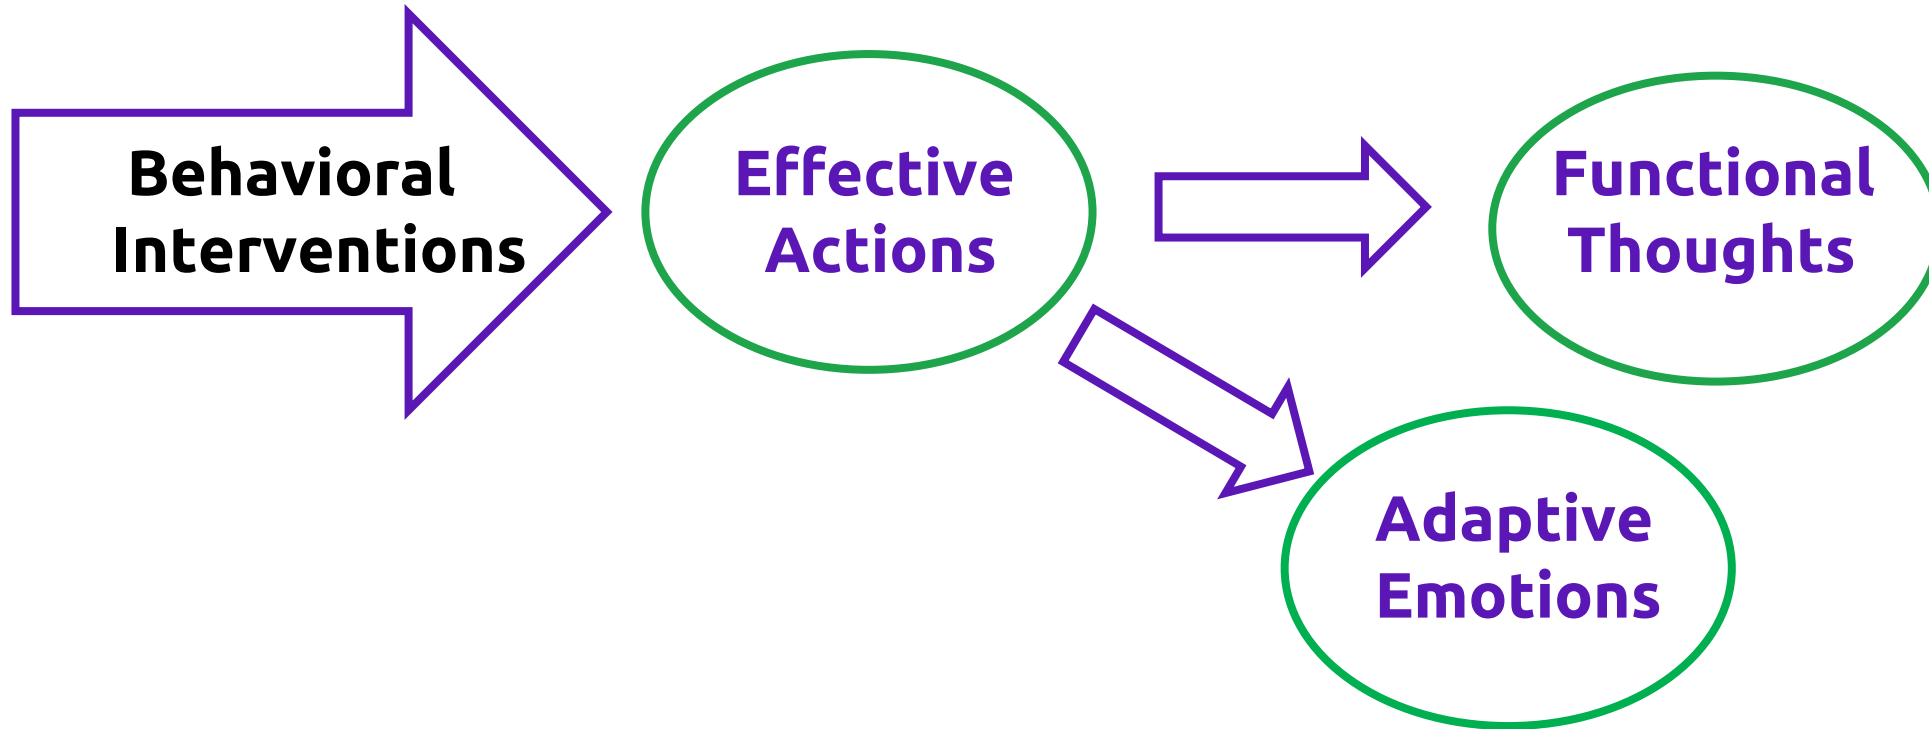 Behavioral
Interventions
Effective
Actions
Functional
Thoughts
Adaptive
Emotions